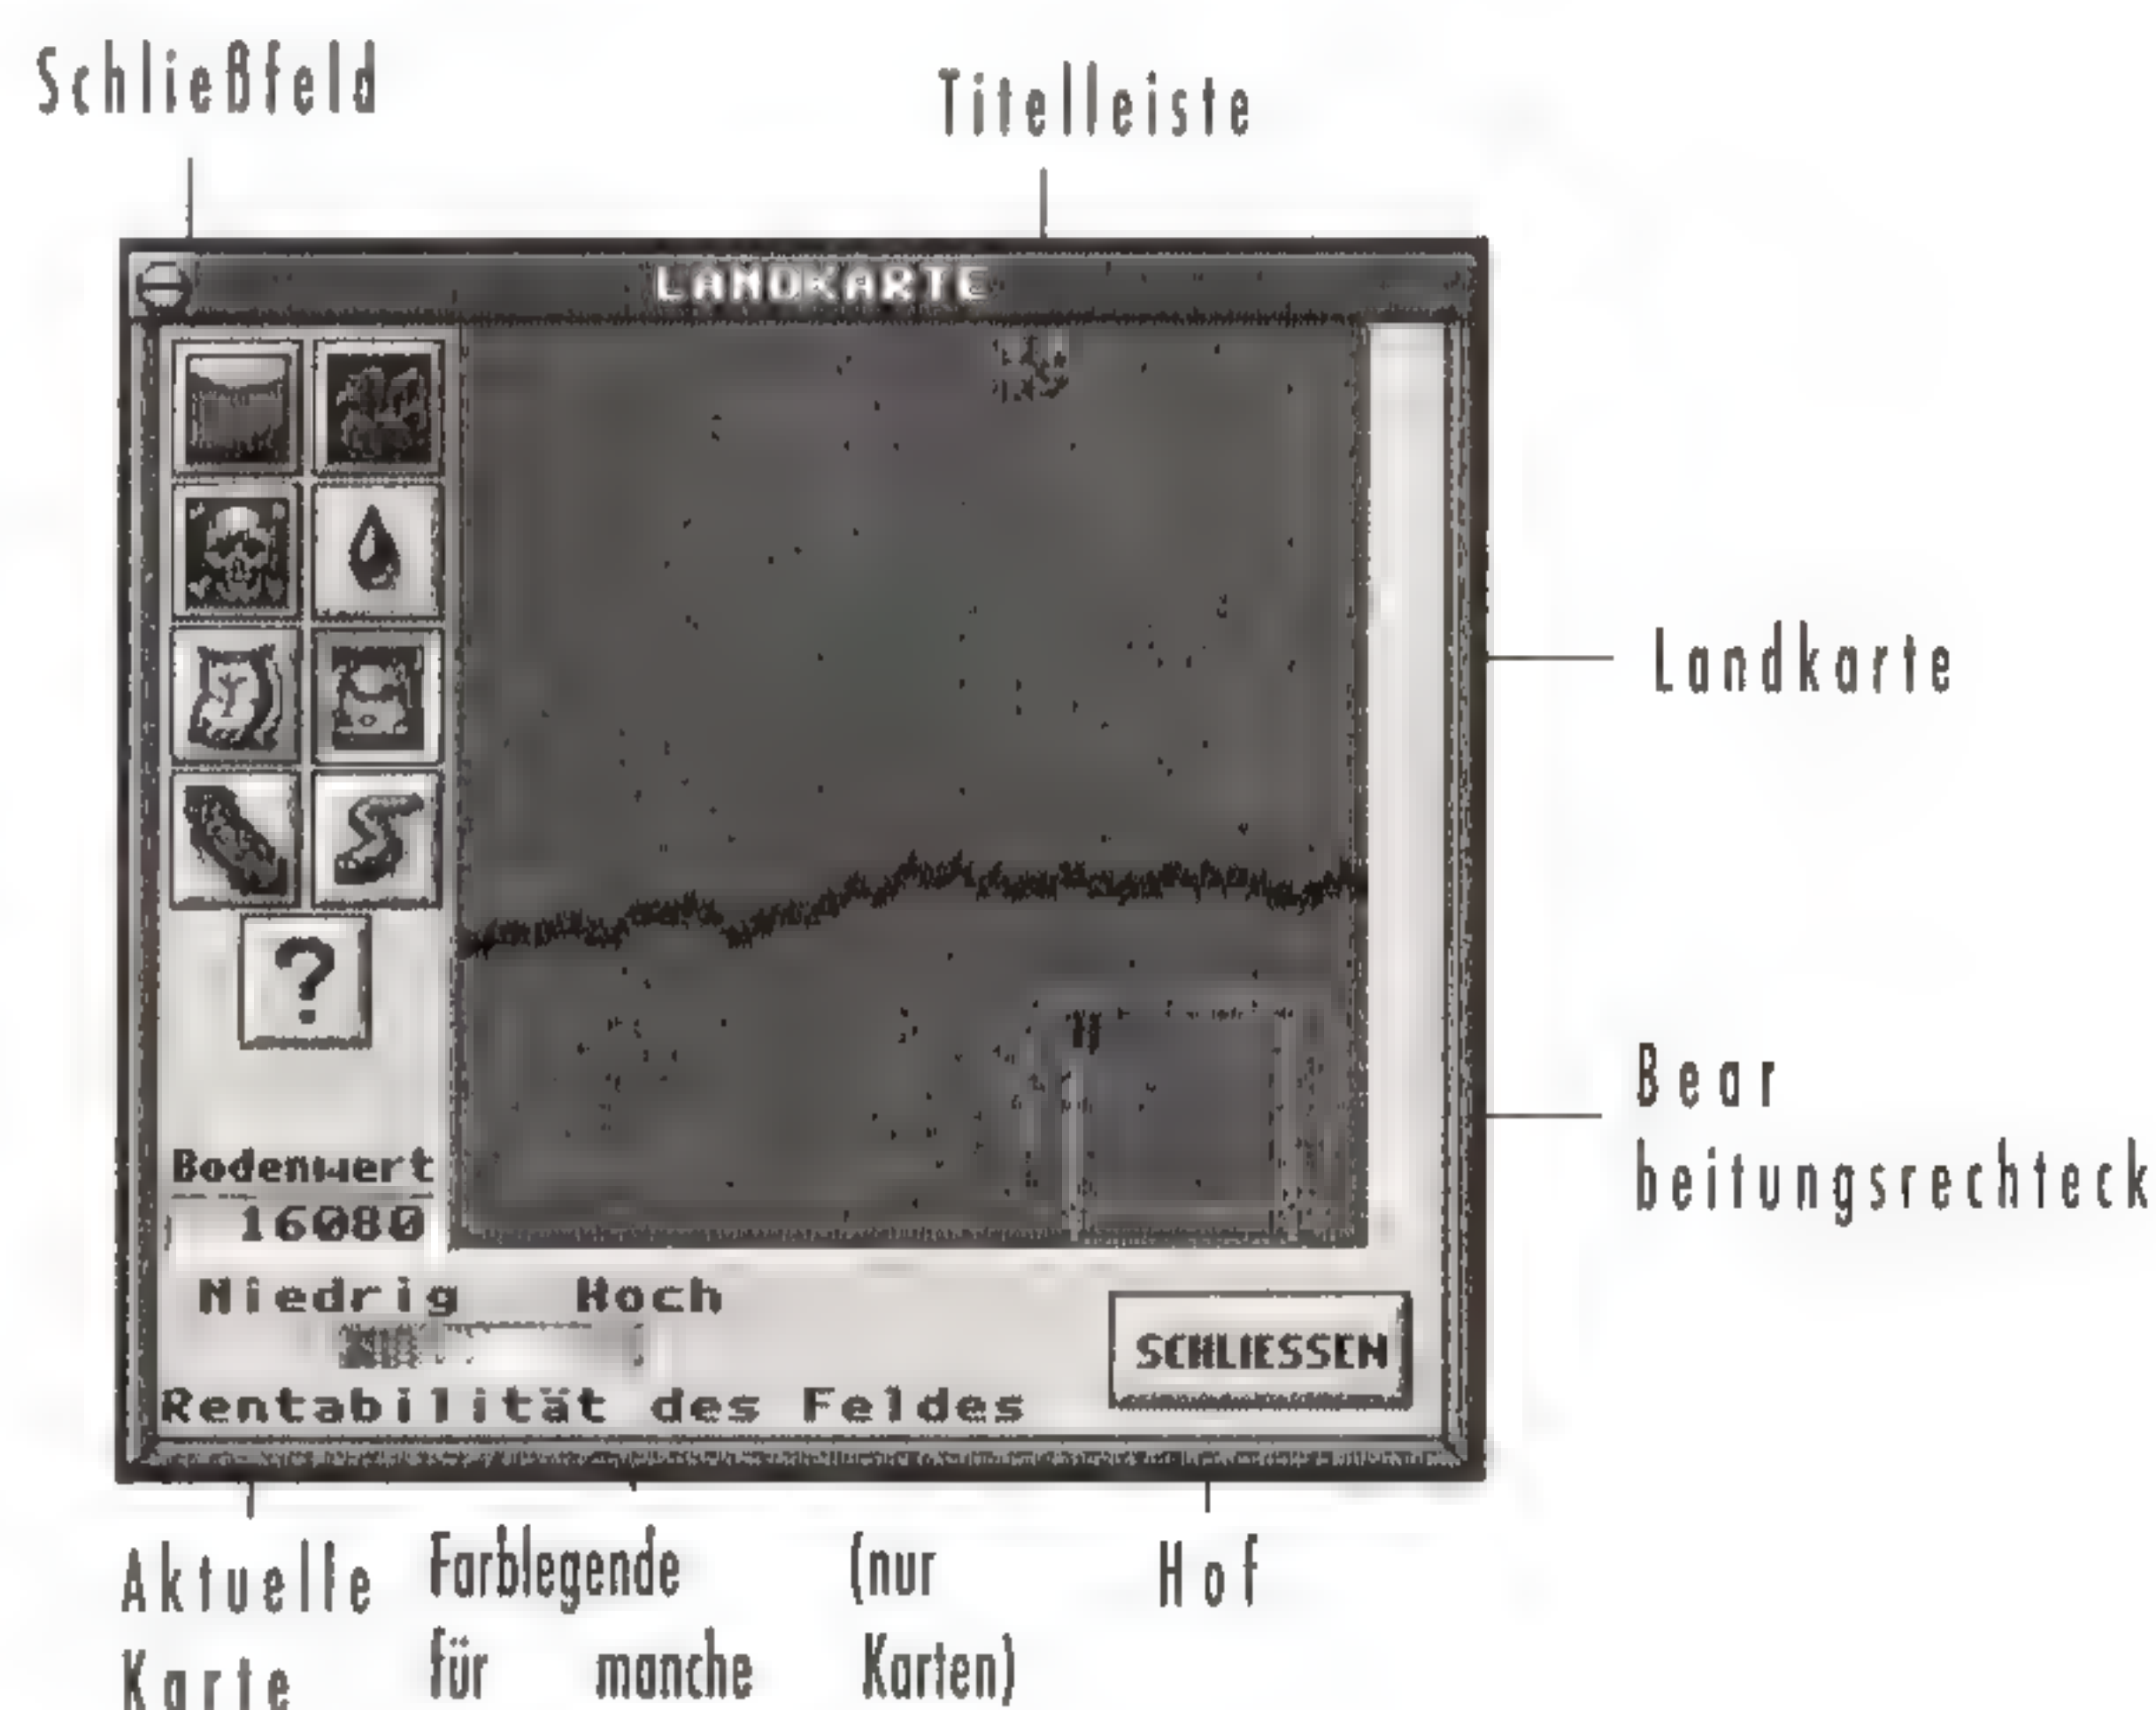 Schließfeld
Titelleiste
LANDKARTE
Landkarte
Bear
beitungsrechteck
?
Bodenwert
16080
Niedrig Hoch
SCHLIESSEN
Rentabilität des Feldes
Aktuelle
Karte
Farblegende (nur
für manche Karten)
Hof